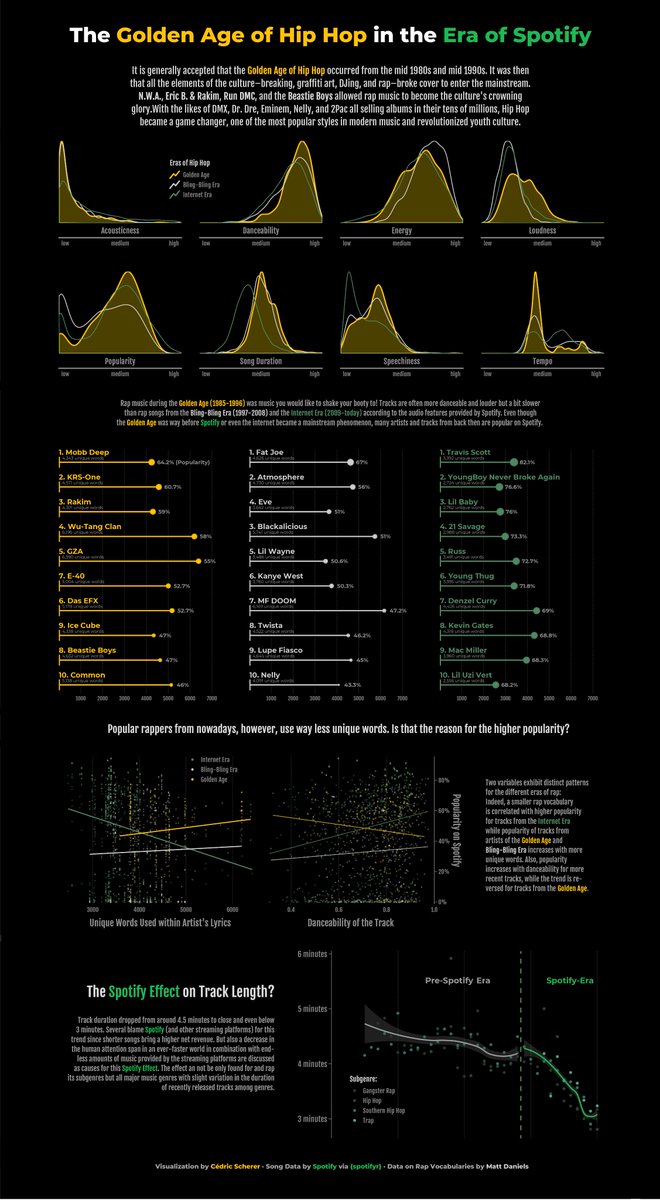 The Golden Age of Hip Hop in the Era of Spotify
It is generally accepted that the Golden Age of Hip Hop occurred from the mid 1980s and mid 1990s. It was then
that all the elements of the culture—breaking, graffiti art, DJing, and rap—broke cover to enter the mainstream.
N.W.A., Eric B. & Rakim, Run DMC, and the Beastie Boys allowed rap music to become the culture's crowning
glory.With the likes of DMX, Dr. Dre, Eminem, Nelly, and 2Pac all selling albums in their tens of millions, Hip Hop
became a game changer, one of the most popular styles in modern music and revolutionized youth culture.
Eras of Hip Hop
Golden Age
Bling-Bling Era
Internet Era
Acousticness Danceability Energy Loudness
low medium high low medium high low medium high low medium high
Popularity Song Duration Speechiness Tempo
low medium high low medium high low medium high low medium high
Rap music during the Golden Age (1985-1996) was music you would like to shake your booty to! Tracks are often more danceable and louder but a bit slower
than rap songs from the Bling-Bling Era (1997-2008) and the Internet Era (2009-today) according to the audio features provided by Spotify. Even though
the Golden Age was way before Spotify or even the internet became a mainstream phenomenon, many artists and tracks from back then are popular on Spotify.
1. Mobb Deep
64.2% (Popularity)
2. KRS-One
60.7%
3. Rakim
59%
4. Wu-Tang Clan
58%
5. GZA
55%
7. E-40
52.7%
6. Das EFX
52.7%
9. Ice Cube
47%
8. Beastie Boys
47%
10. Common
46%
1000 2000 3000 4000 5000 6000 7000
1. Fat Joe
67%
2. Atmosphere
56%
4. Eve
51%
3. Blackalicious
51%
5. Lil Wayne
50.6%
6. Kanye West
50.3%
7. MF DOOM
47.2%
8. Twista
46.2%
9. Lupe Fiasco
45%
10. Nelly
43.3%
1000 2000 3000 4000 5000 6000 7000
1. Travis Scott
82.1%
2. YoungBoy Never Broke Again
76.6%
3. Lil Baby
76%
4. 21 Savage
73.3%
5. Russ
72.7%
6. Young Thug
71.8%
7. Denzel Curry
69%
8. Kevin Gates
68.8%
9. Mac Miller
68.3%
10. Lil Uzi Vert
68.2%
1000 2000 3000 4000 5000 6000 7000
Popular rappers from nowadays, however, use way less unique words. Is that the reason for the higher popularity?
Internet Era
Bling-Bling Era
Golden Age
3000 4000 5000 6000
Unique Words Used within Artist's Lyrics
0.4 0.6 0.8 1.0
Danceability of the Track
80%
60%
40%
20%
0%
Popularity on Spotify
Two variables exhibit distinct patterns
for the different eras of rap:
Indeed, a smaller rap vocabulary
is correlated with higher popularity
for tracks from the Internet Era
while popularity of tracks from
artists of the Golden Age and
Bling-Bling Era increases with more
unique words. Also, popularity
increases with danceability for more
recent tracks, while the trend is re-
versed for tracks from the Golden Age.
The Spotify Effect on Track Length?
Track duration dropped from around 4.5 minutes to close and even below
3 minutes. Several blame Spotify (and other streaming platforms) for this
trend since shorter songs bring a higher net revenue. But also a decrease in
the human attention span in an ever-faster world in combination with end-
less amounts of music provided by the streaming platforms are discussed
as causes for this Spotify Effect. The effect an not be only found for and rap
its subgenres but all major music genres with slight variation in the duration
of recently released tracks among genres.
6 minutes
5 minutes
4 minutes
3 minutes
Pre-Spotify Era
Spotify-Era
Subgenre:
Gangster Rap
Hip Hop
Southern Hip Hop
Trap
Visualization by Cédric Scherer • Song Data by Spotify via {spotifyr} • Data on Rap Vocabularies by Matt Daniels